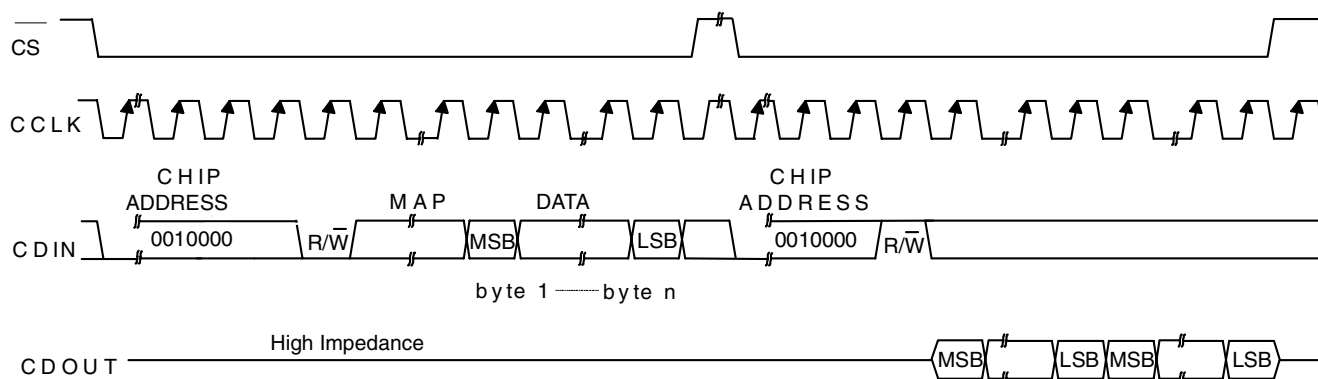 CS
CCLK
CHIP ADDRESS
MAP
DATA
CHIP ADDRESS
CDIN
0010000
R/W
MSB
LSB
0010000
R/W
byte 1
byte n
High Impedance
CDOUT
MSB
LSB
MSB
LSB